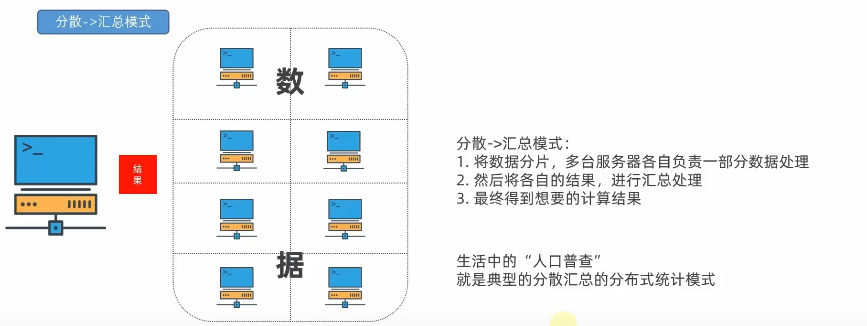 分散->汇总模式
数
>_
>_
>_
结
果
>_
>_
分散->汇总模式：
1. 将数据分片，多台服务器各自负责一部分数据处理
2. 然后将各自的结果，进行汇总处理
3. 最终得到想要的计算结果
>_
>_
据
>_
>_
生活中的“人口普查”
就是典型的分散汇总的分布式统计模式